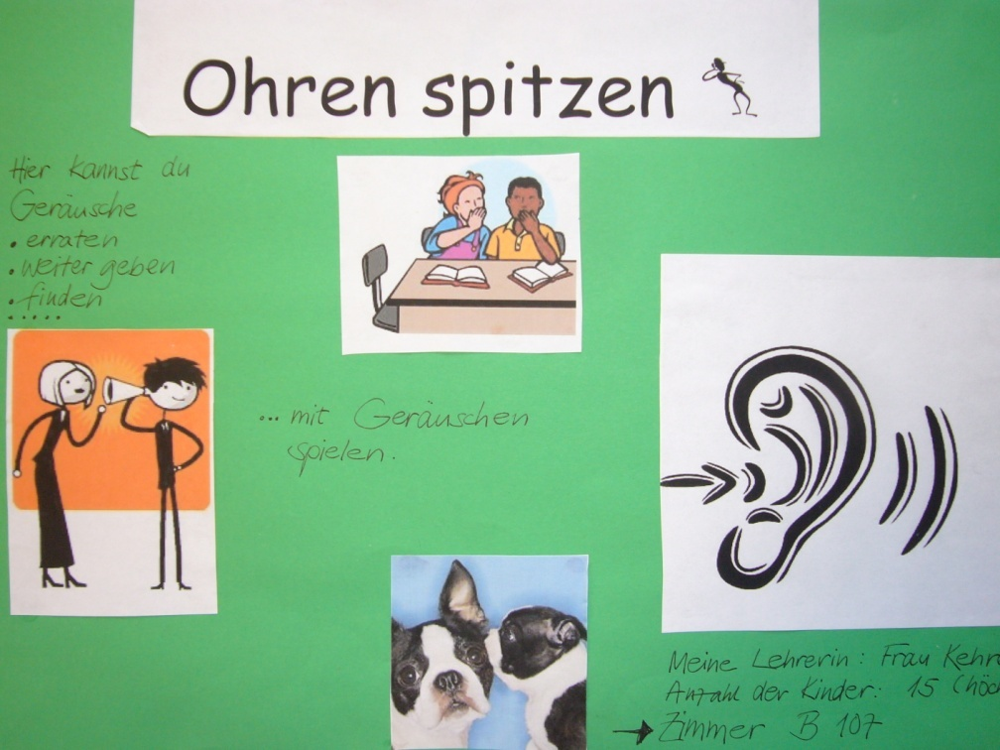 Ohren spitzen
Hier kannst du
Geräusche
• erraten
• weiter geben
• finden
.....
... mit Geräuschen
spielen.
Meine Lehrerin: Frau
Anzahl der Kinder: 15
→ Zimmer B 107